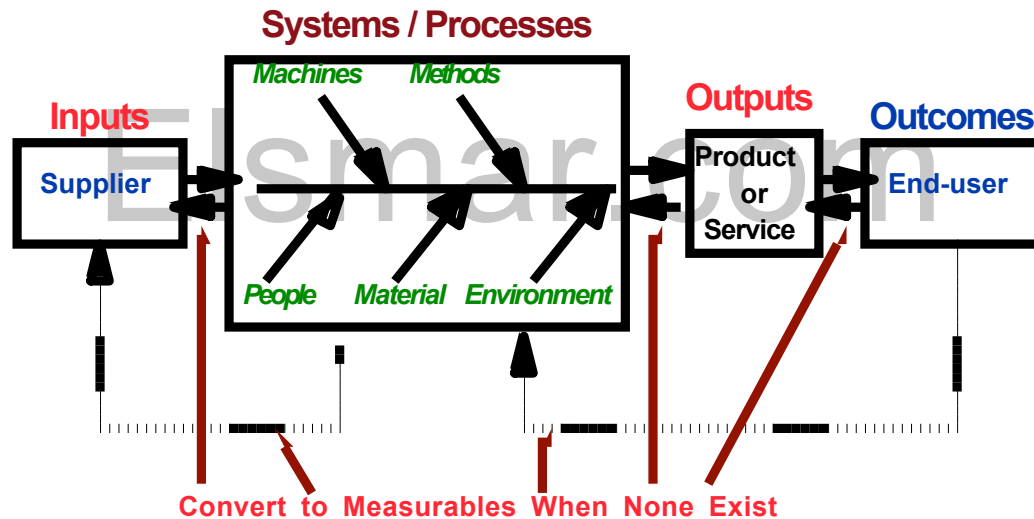 Systems / Processes
Machines
Methods
Inputs
Outputs
Outcomes
Elsmar.com
Supplier
Product
or
Service
End-user
People
Material
Environment
Convert to Measurables When None Exist